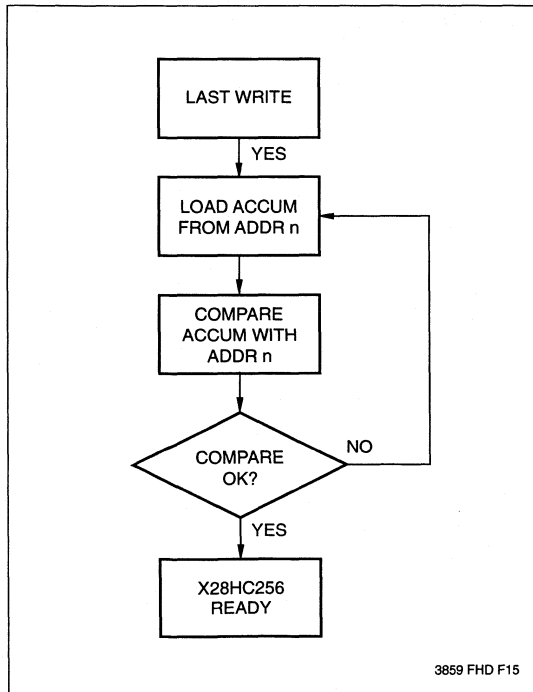 LAST WRITE
YES
LOAD ACCUM
FROM ADDR n
COMPARE
ACCUM WITH
ADDR n
COMPARE
OK?
NO
YES
X28HC256
READY
3859 FHD F15